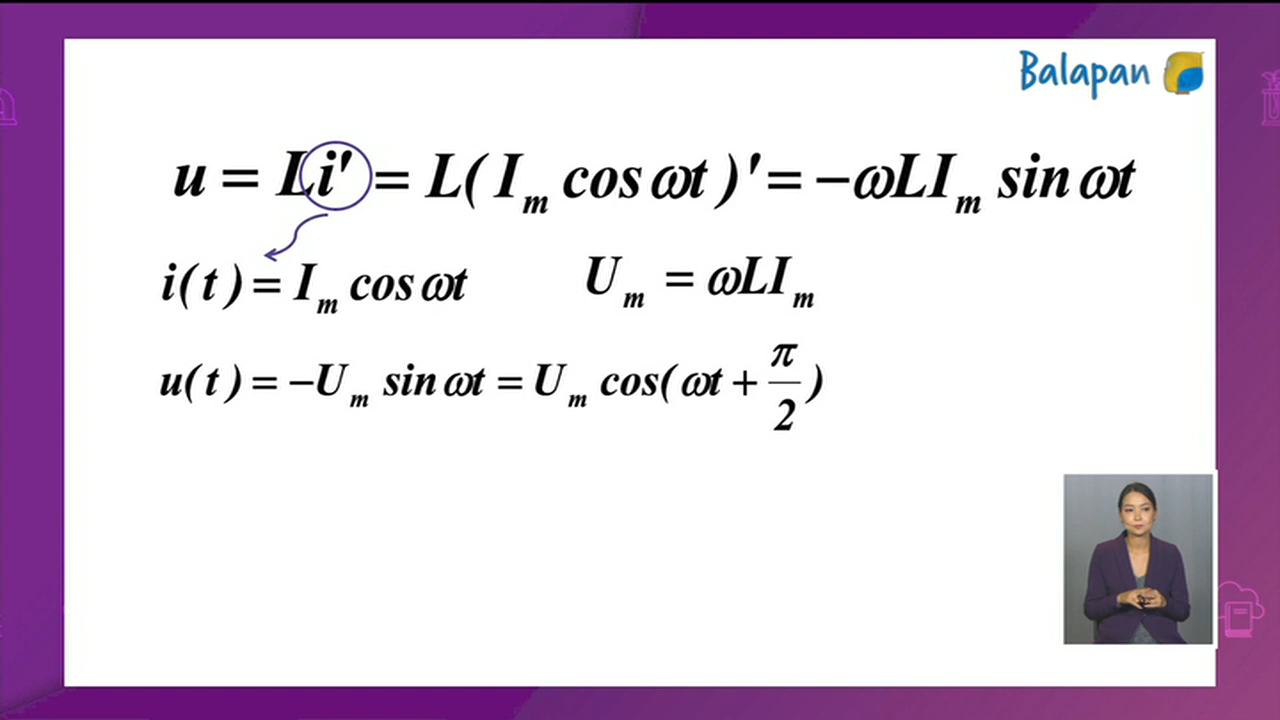 Balapan
u = Li' = L( I_m cos ωt )' = −ωLI_m sin ωt
i( t ) = I_m cos ωt    U_m = ωLI_m
u( t ) = −U_m sin ωt = U_m cos( ωt + π/2 )